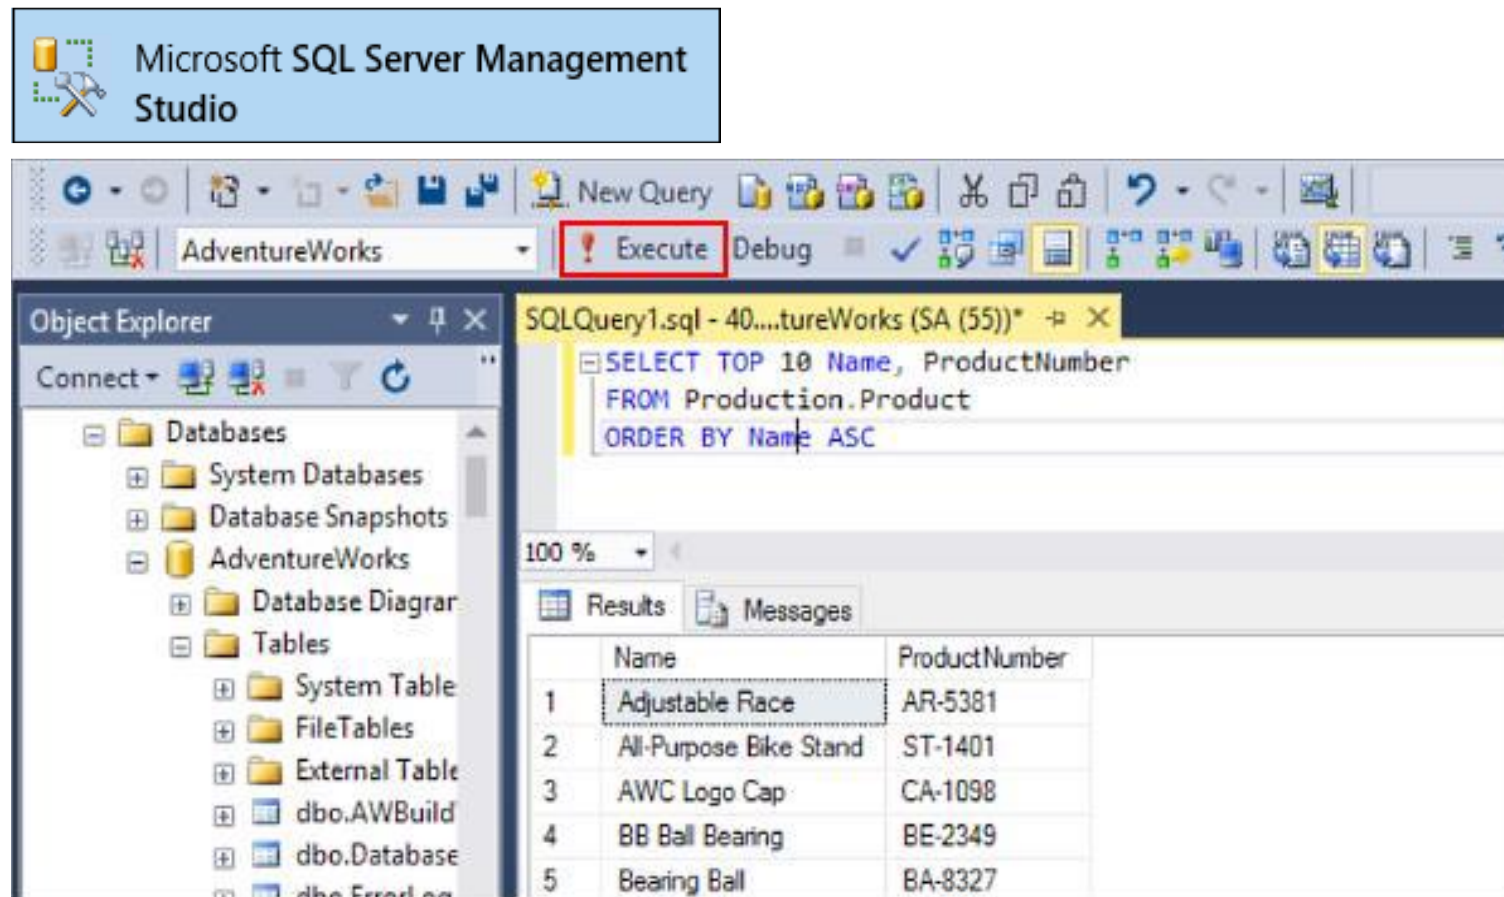 Microsoft SQL Server Management
Studio
New Query
AdventureWorks
Execute
Debug
Object Explorer
Connect
Databases
System Databases
Database Snapshots
AdventureWorks
Database Diagrar
Tables
System Table
FileTables
External Table
dbo.AWBuild
dbo.Database
dbo.ErrorLog
SQLQuery1.sql - 40....tureWorks (SA (55))*
SELECT TOP 10 Name, ProductNumber
FROM Production.Product
ORDER BY Name ASC
100 %
Results Messages
Name ProductNumber
1 Adjustable Race AR-5381
2 All-Purpose Bike Stand ST-1401
3 AWC Logo Cap CA-1098
4 BB Ball Bearing BE-2349
5 Bearing Ball BA-8327